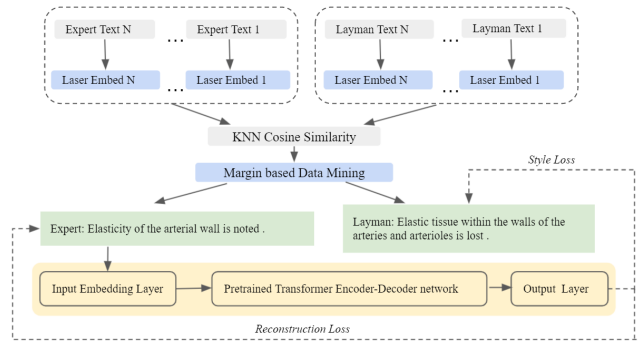 Expert Text N ... Expert Text 1 Layman Text N ... Layman Text 1
Laser Embed N ... Laser Embed 1 Laser Embed N ... Laser Embed 1
KNN Cosine Similarity
Margin based Data Mining
Style Loss
Expert: Elasticity of the arterial wall is noted .
Layman: Elastic tissue within the walls of the
arteries and arterioles is lost .
Input Embedding Layer Pretrained Transformer Encoder-Decoder network Output Layer
Reconstruction Loss